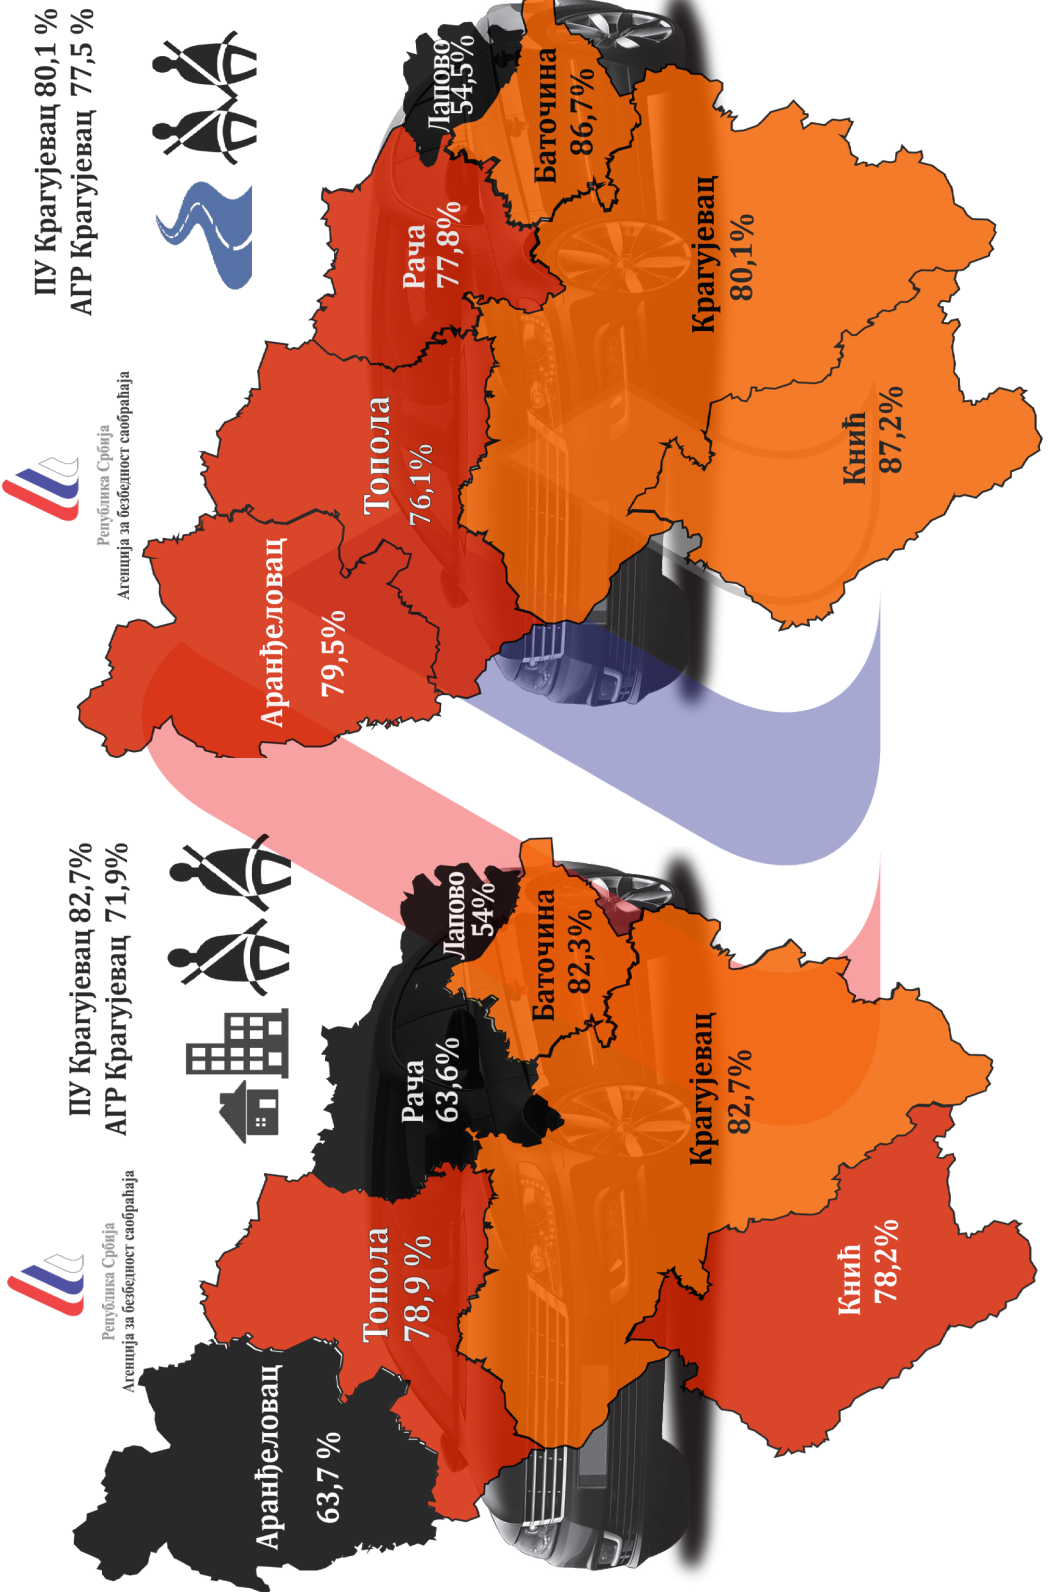 Република Србија
Агенција за безбедност саобраћаја
ПУ Крагујевац 82,7%
АГР Крагујевац 71,9%
Аранђеловац
63,7 %
Топола
78,9 %
Рача
63,6%
Лапово
54%
Баточина
82,3%
Крагујевац
82,7%
Кнић
78,2%
Република Србија
Агенција за безбедност саобраћаја
ПУ Крагујевац 80,1 %
АГР Крагујевац 77,5 %
Аранђеловац
79,5%
Топола
76,1%
Рача
77,8%
Лапово
54,5%
Баточина
86,7%
Крагујевац
80,1%
Кнић
87,2%